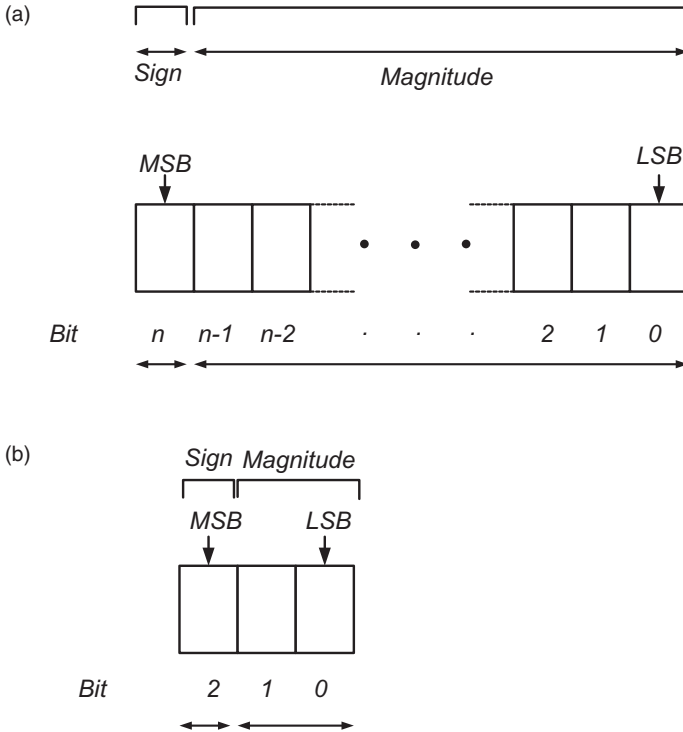 (a)
Sign Magnitude
MSB LSB
Bit n n-1 n-2 . . . 2 1 0
(b)
Sign Magnitude
MSB LSB
Bit 2 1 0